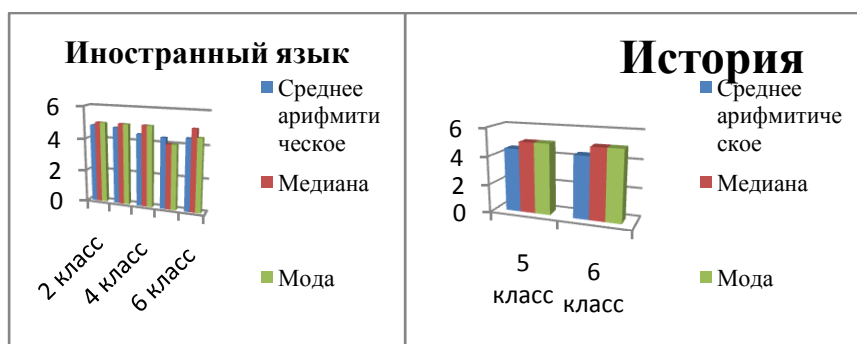 Иностранный язык
6
4
2
0
2 класс
4 класс
6 класс
Среднее
арифмити
ческое
Медиана
Мода
История
6
4
2
0
5
класс
6
класс
Среднее
арифмитиче
ское
Медиана
Мода